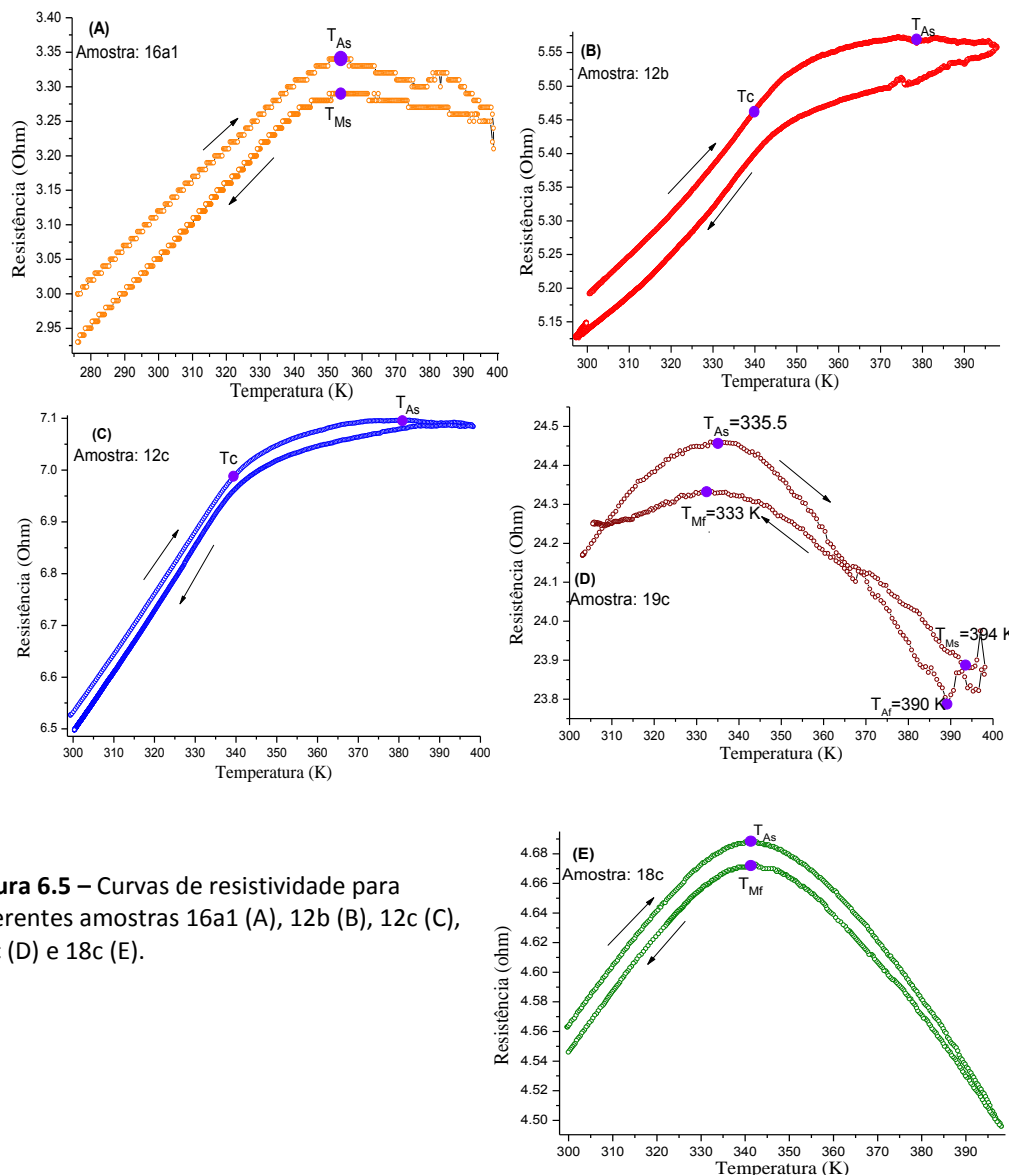 (A)
Amostra: 16a1
T_As
T_Ms
Resistência (Ohm)
3.40
3.35
3.30
3.25
3.20
3.15
3.10
3.05
3.00
2.95
280 290 300 310 320 330 340 350 360 370 380 390 400
Temperatura (K)
(B)
Amostra: 12b
T_As
Tc
Resistência (Ohm)
5.55
5.46
5.40
5.30
5.26
5.15
300 310 320 330 340 350 360 370 380 390
Temperatura (K)
(C)
Amostra: 12c
T_As
Tc
Resistência (Ohm)
7.1
7.0
6.9
6.8
6.7
6.6
6.5
300 310 320 330 340 350 360 370 380 390 400
Temperatura (K)
T_As=335.5
T_Mf=333 K
(D)
Amostra: 19c
T_Ms=394 K
T_Af=390 K
Resistência (Ohm)
24.5
24.4
24.3
24.2
24.1
24.0
23.9
23.8
300 310 320 330 340 350 360 370 380 390 400
Temperatura (K)
ura 6.5 – Curvas de resistividade para
erentes amostras 16a1 (A), 12b (B), 12c (C),
c (D) e 18c (E).
(E)
Amostra: 18c
T_As
T_Mf
Resistência (ohm)
4.68
4.66
4.64
4.62
4.60
4.58
4.56
4.54
4.52
4.50
300 310 320 330 340 350 360 370 380 390
Temperatura (K)